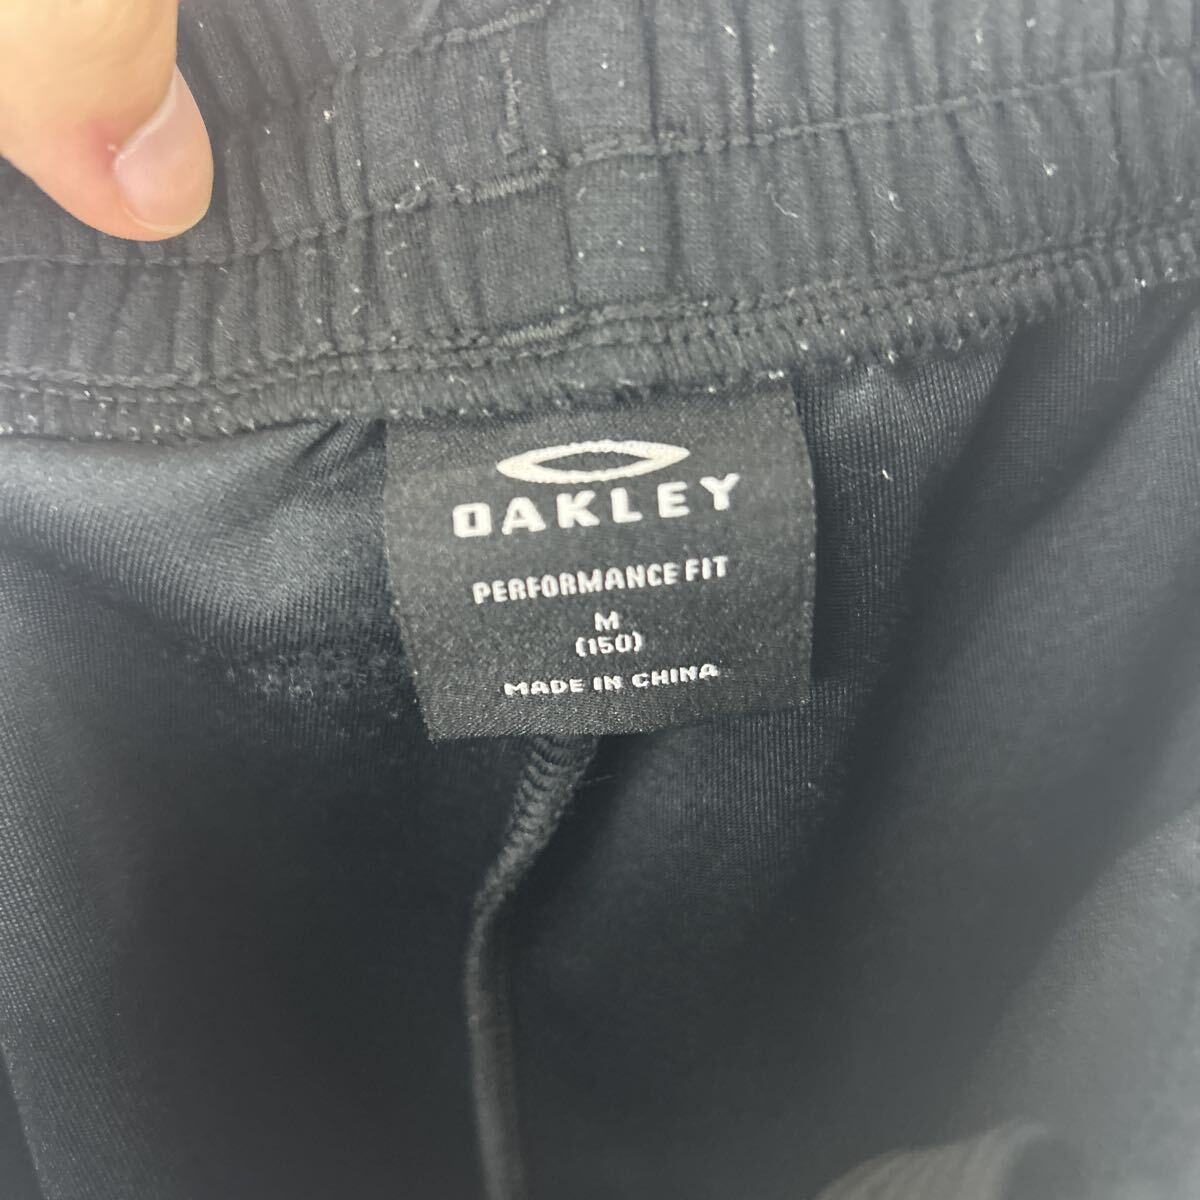 OAKLEY
PERFORMANCE FIT
M
(150)
MADE IN CHINA